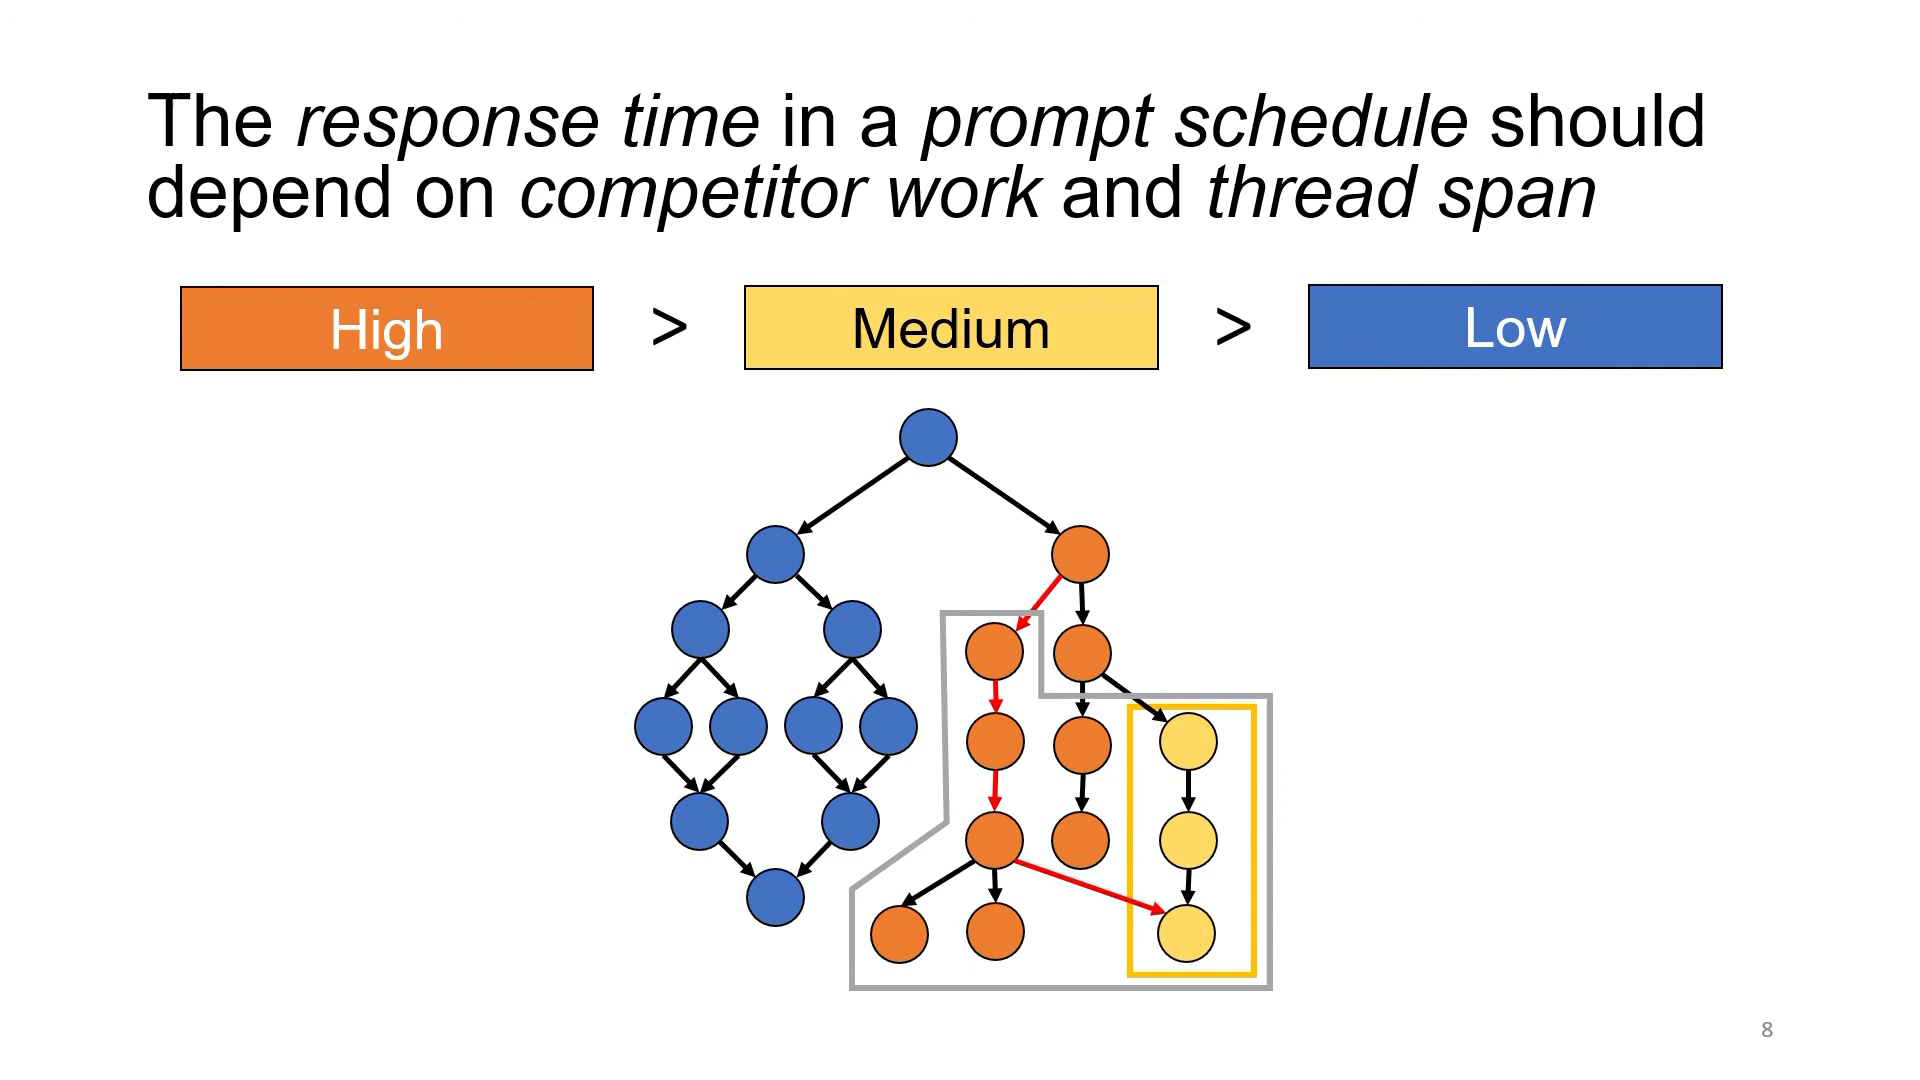 The response time in a prompt schedule should
depend on competitor work and thread span
High > Medium > Low
8